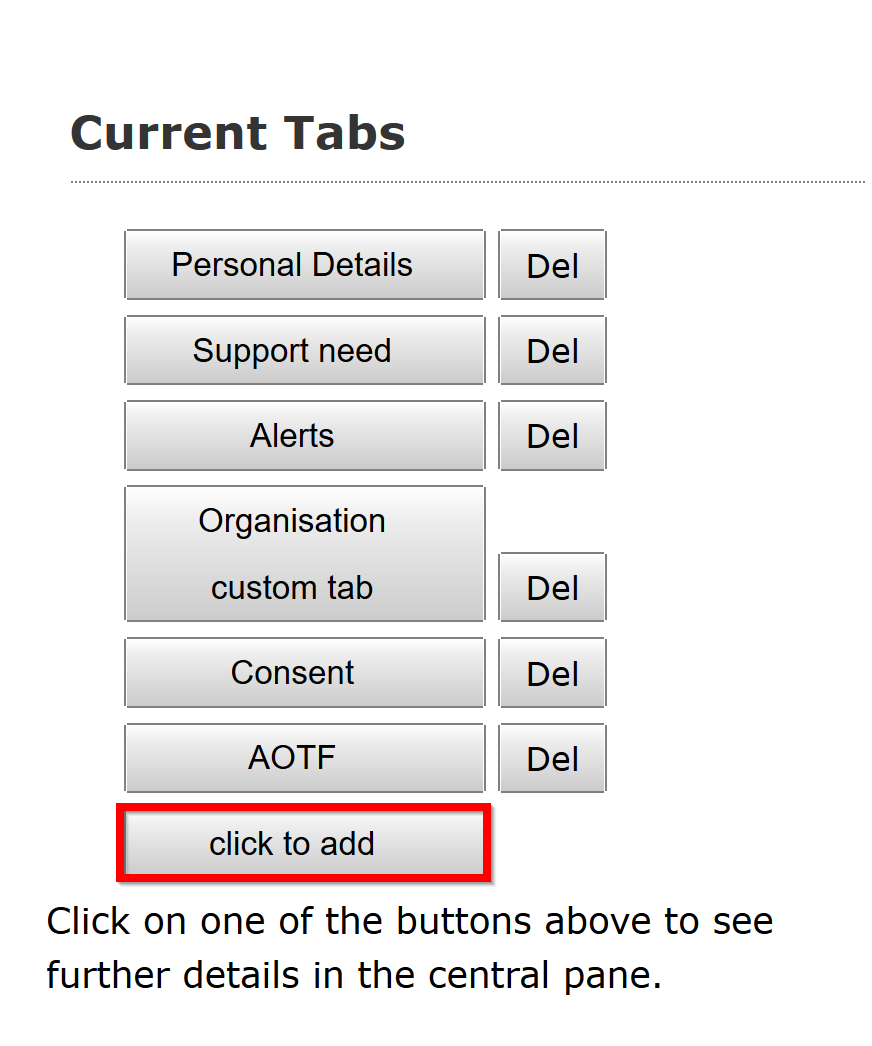 Current Tabs
Personal Details Del
Support need Del
Alerts Del
Organisation
custom tab Del
Consent Del
AOTF Del
click to add
Click on one of the buttons above to see
further details in the central pane.